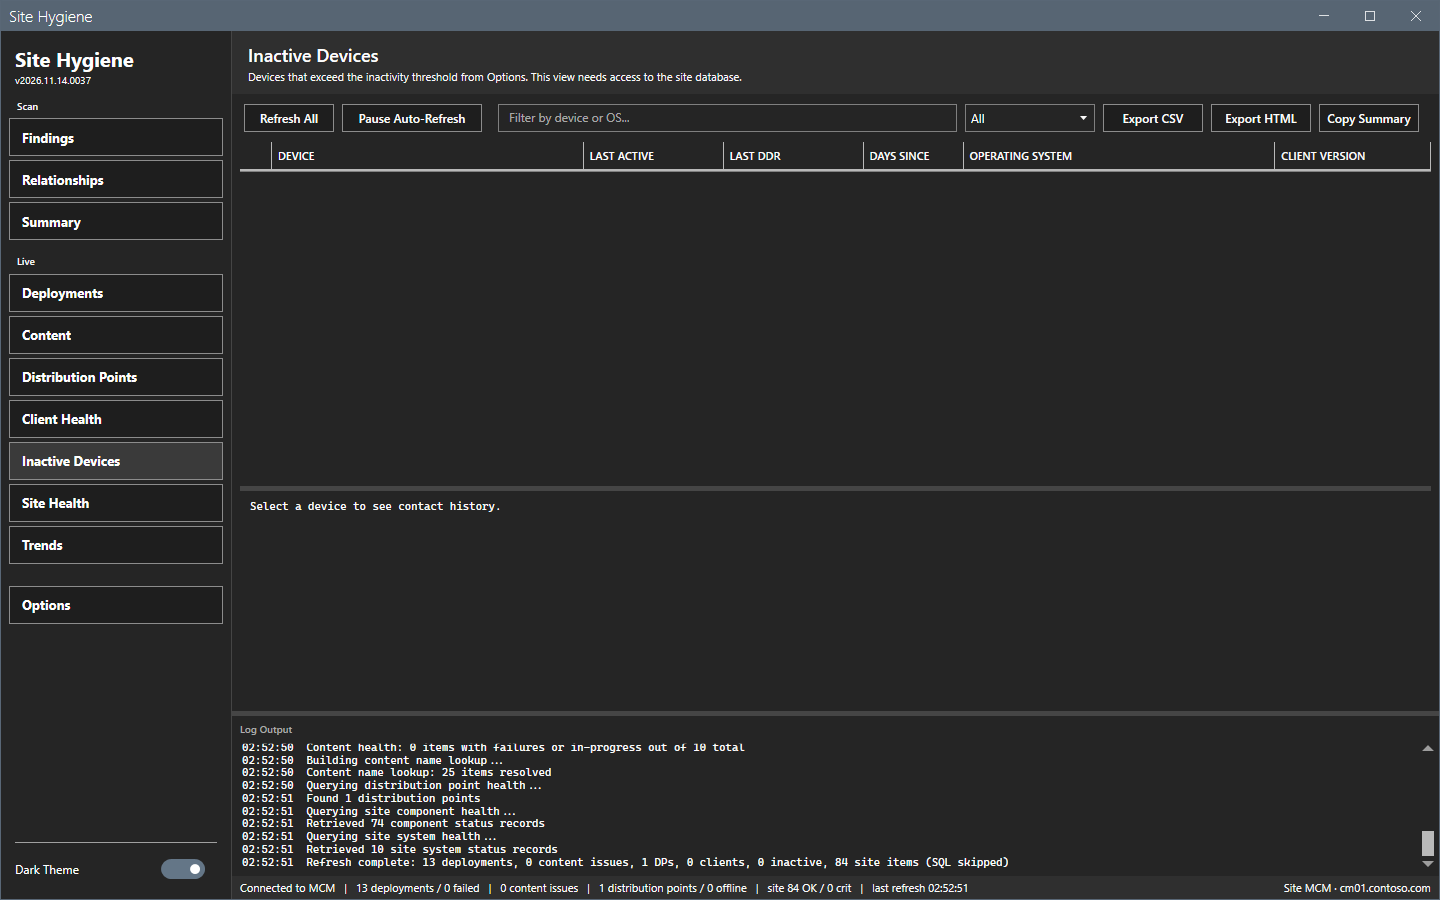 Site Hygiene
Site Hygiene
v2026.11.14.0037
Scan
Findings
Relationships
Summary
Live
Deployments
Content
Distribution Points
Client Health
Inactive Devices
Site Health
Trends
Options
Dark Theme
Inactive Devices
Devices that exceed the inactivity threshold from Options. This view needs access to the site database.
Refresh All Pause Auto-Refresh Filter by device or OS... All Export CSV Export HTML Copy Summary
DEVICE LAST ACTIVE LAST DDR DAYS SINCE OPERATING SYSTEM CLIENT VERSION
Select a device to see contact history.
Log Output
02:52:50 Content health: 0 items with failures or in-progress out of 10 total
02:52:50 Building content name lookup...
02:52:50 Content name lookup: 25 items resolved
02:52:50 Querying distribution point health...
02:52:51 Found 1 distribution points
02:52:51 Querying site component health...
02:52:51 Retrieved 74 component status records
02:52:51 Querying site system health...
02:52:51 Retrieved 10 site system status records
02:52:51 Refresh complete: 13 deployments, 0 content issues, 1 DPs, 0 clients, 0 inactive, 84 site items (SQL skipped)
Connected to MCM | 13 deployments / 0 failed | 0 content issues | 1 distribution points / 0 offline | site 84 OK / 0 crit | last refresh 02:52:51
Site MCM · cm01.contoso.com